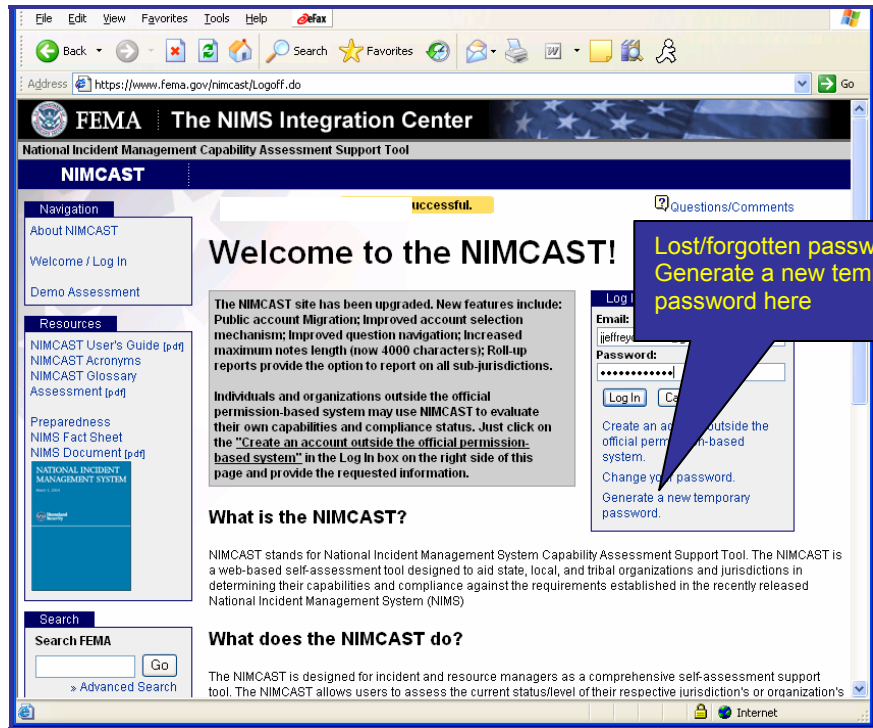 File Edit View Favorites Tools Help eFax
Back Search Favorites
Address https://www.fema.gov/nimcast/Logoff.do Go
FEMA The NIMS Integration Center
National Incident Management Capability Assessment Support Tool
NIMCAST
Navigation
About NIMCAST
Welcome / Log In
Demo Assessment
Resources
NIMCAST User's Guide [pdf]
NIMCAST Acronyms
NIMCAST Glossary
Assessment [pdf]
Preparedness
NIMS Fact Sheet
NIMS Document [pdf]
NATIONAL INCIDENT
MANAGEMENT SYSTEM
Homeland
Security
Search
Search FEMA
Go
» Advanced Search
uccessful.
Questions/Comments
Welcome to the NIMCAST!
The NIMCAST site has been upgraded. New features include:
Public account Migration; Improved account selection
mechanism; Improved question navigation; Increased
maximum notes length (now 4000 characters); Roll-up
reports provide the option to report on all sub-jurisdictions.
Individuals and organizations outside the official
permission-based system may use NIMCAST to evaluate
their own capabilities and compliance status. Just click on
the "Create an account outside the official permission-
based system" in the Log In box on the right side of this
page and provide the requested information.
Lost/forgotten passw
Generate a new tem
password here
Log I
Email:
Password:
••••••••••••
Log In Ca
Create an ac outside the
official perm n-based
system.
Change your password.
Generate a new temporary
password.
What is the NIMCAST?
NIMCAST stands for National Incident Management System Capability Assessment Support Tool. The NIMCAST is
a web-based self-assessment tool designed to aid state, local, and tribal organizations and jurisdictions in
determining their capabilities and compliance against the requirements established in the recently released
National Incident Management System (NIMS)
What does the NIMCAST do?
The NIMCAST is designed for incident and resource managers as a comprehensive self-assessment support
tool. The NIMCAST allows users to assess the current status/level of their respective jurisdiction's or organization's
Internet